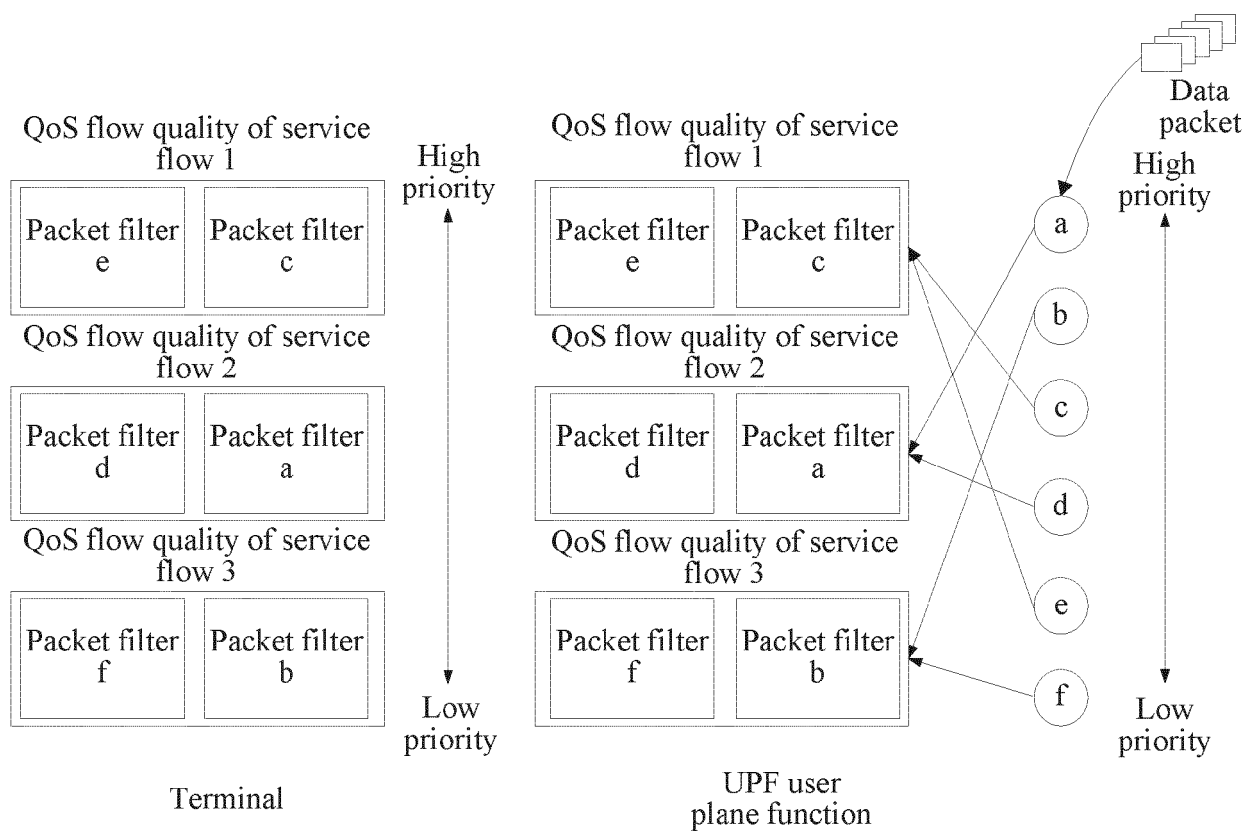 Data
packet
QoS flow quality of service
flow 1
Packet filter
e
Packet filter
c
QoS flow quality of service
flow 2
Packet filter
d
Packet filter
a
QoS flow quality of service
flow 3
Packet filter
f
Packet filter
b
High
priority
Low
priority
Terminal
QoS flow quality of service
flow 1
Packet filter
e
Packet filter
c
QoS flow quality of service
flow 2
Packet filter
d
Packet filter
a
QoS flow quality of service
flow 3
Packet filter
f
Packet filter
b
UPF user
plane function
a
b
c
d
e
f
High
priority
Low
priority